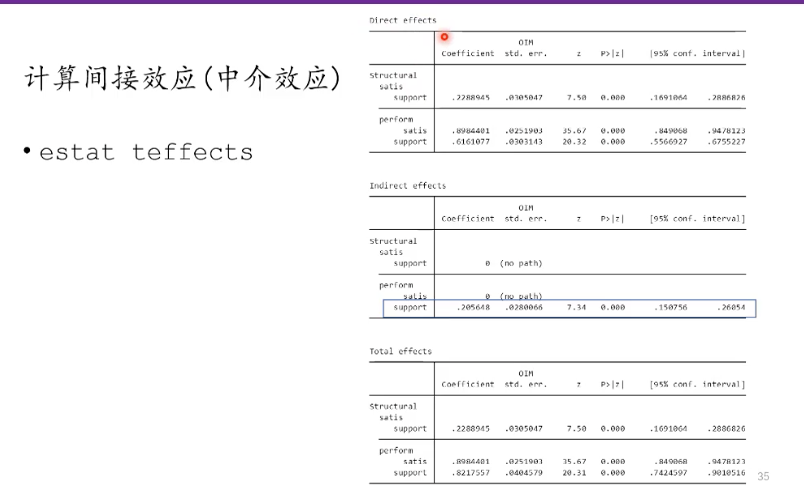 计算间接效应(中介效应)
• estat teffects
Direct effects
OIM
Coefficient std. err. z P>|z| [95% conf. interval]
Structural
satis
support .2288945 .0305047 7.50 0.000 .1691064 .2886826
perform
satis .8984401 .0251903 35.67 0.000 .849068 .9478123
support .6161077 .0303143 20.32 0.000 .5566927 .6755227
Indirect effects
OIM
Coefficient std. err. z P>|z| [95% conf. interval]
Structural
satis
support 0 (no path)
perform
satis 0 (no path)
support .205648 .0280066 7.34 0.000 .150756 .26054
Total effects
OIM
Coefficient std. err. z P>|z| [95% conf. interval]
Structural
satis
support .2288945 .0305047 7.50 0.000 .1691064 .2886826
perform
satis .8984401 .0251903 35.67 0.000 .849068 .9478123
support .8217557 .0404579 20.31 0.000 .7424597 .9010516
35